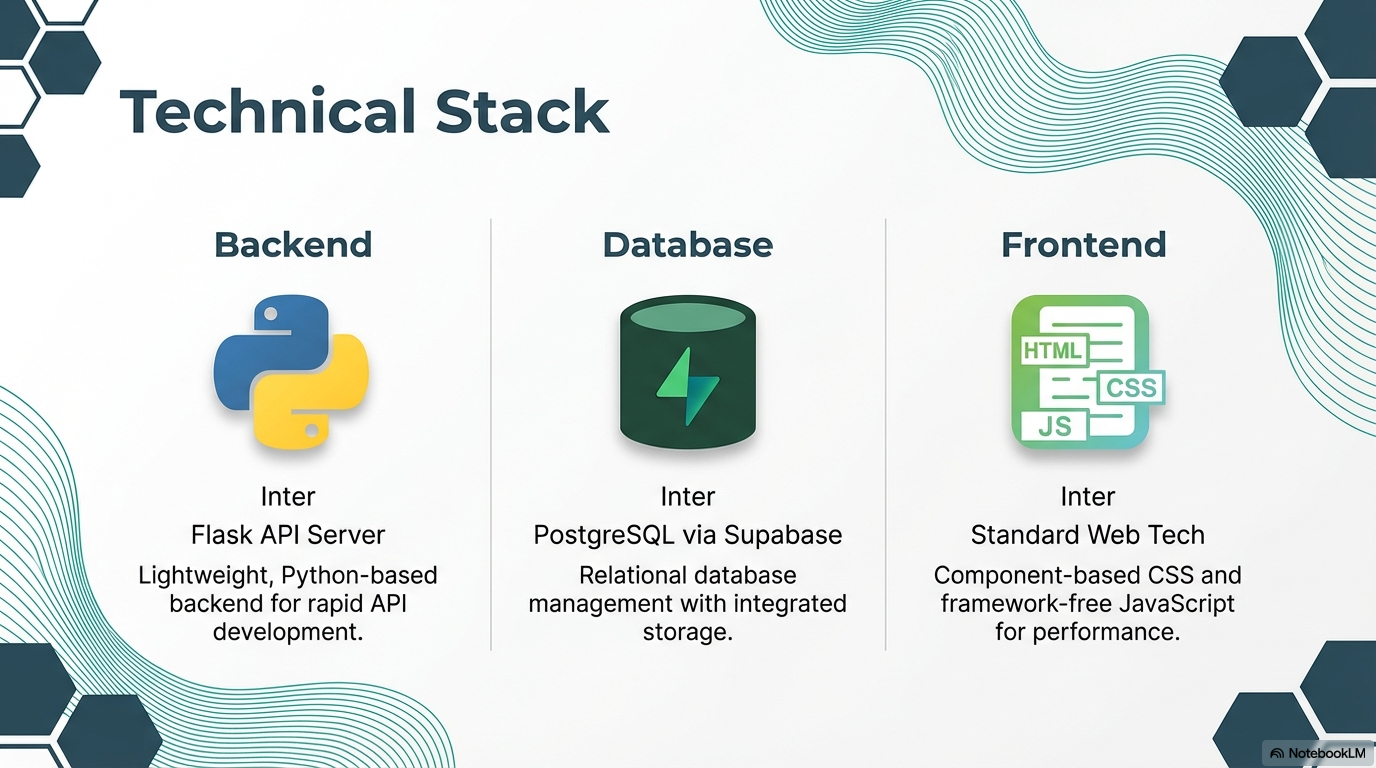 Technical Stack
Backend
Inter
Flask API Server
Lightweight, Python-based
backend for rapid API
development.
Database
Inter
PostgreSQL via Supabase
Relational database
management with integrated
storage.
Frontend
HTML
CSS
JS
Inter
Standard Web Tech
Component-based CSS and
framework-free JavaScript
for performance.
NotebookLM